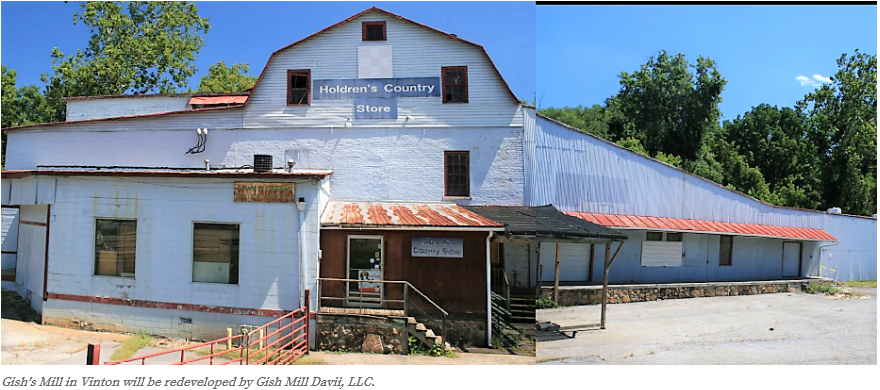 Holdren's Country
Store
Country Store
Gish's Mill in Vinton will be redeveloped by Gish Mill Davii, LLC.